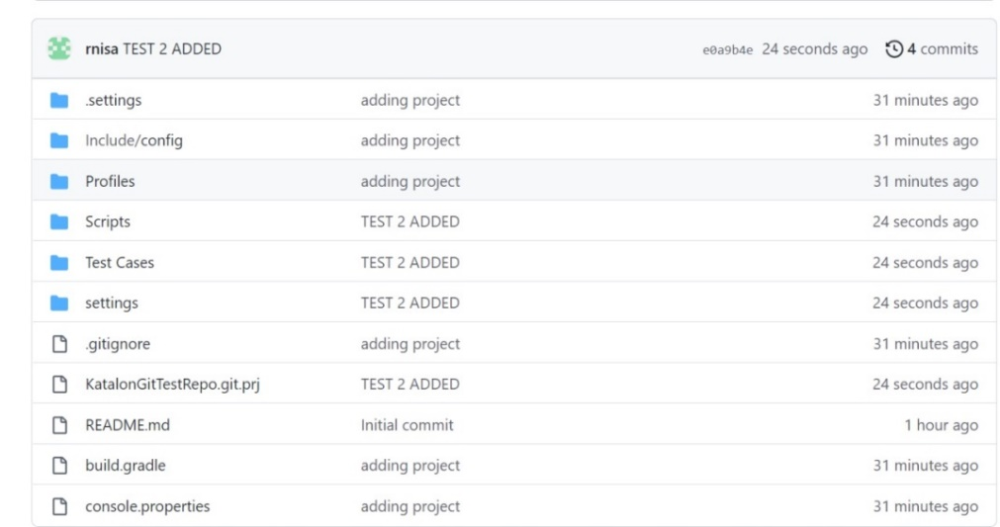 rnisa TEST 2 ADDED e0a9b4e 24 seconds ago 4 commits
.settings adding project 31 minutes ago
Include/config adding project 31 minutes ago
Profiles adding project 31 minutes ago
Scripts TEST 2 ADDED 24 seconds ago
Test Cases TEST 2 ADDED 24 seconds ago
settings TEST 2 ADDED 24 seconds ago
.gitignore adding project 31 minutes ago
KatalonGitTestRepo.git.prj TEST 2 ADDED 24 seconds ago
README.md Initial commit 1 hour ago
build.gradle adding project 31 minutes ago
console.properties adding project 31 minutes ago